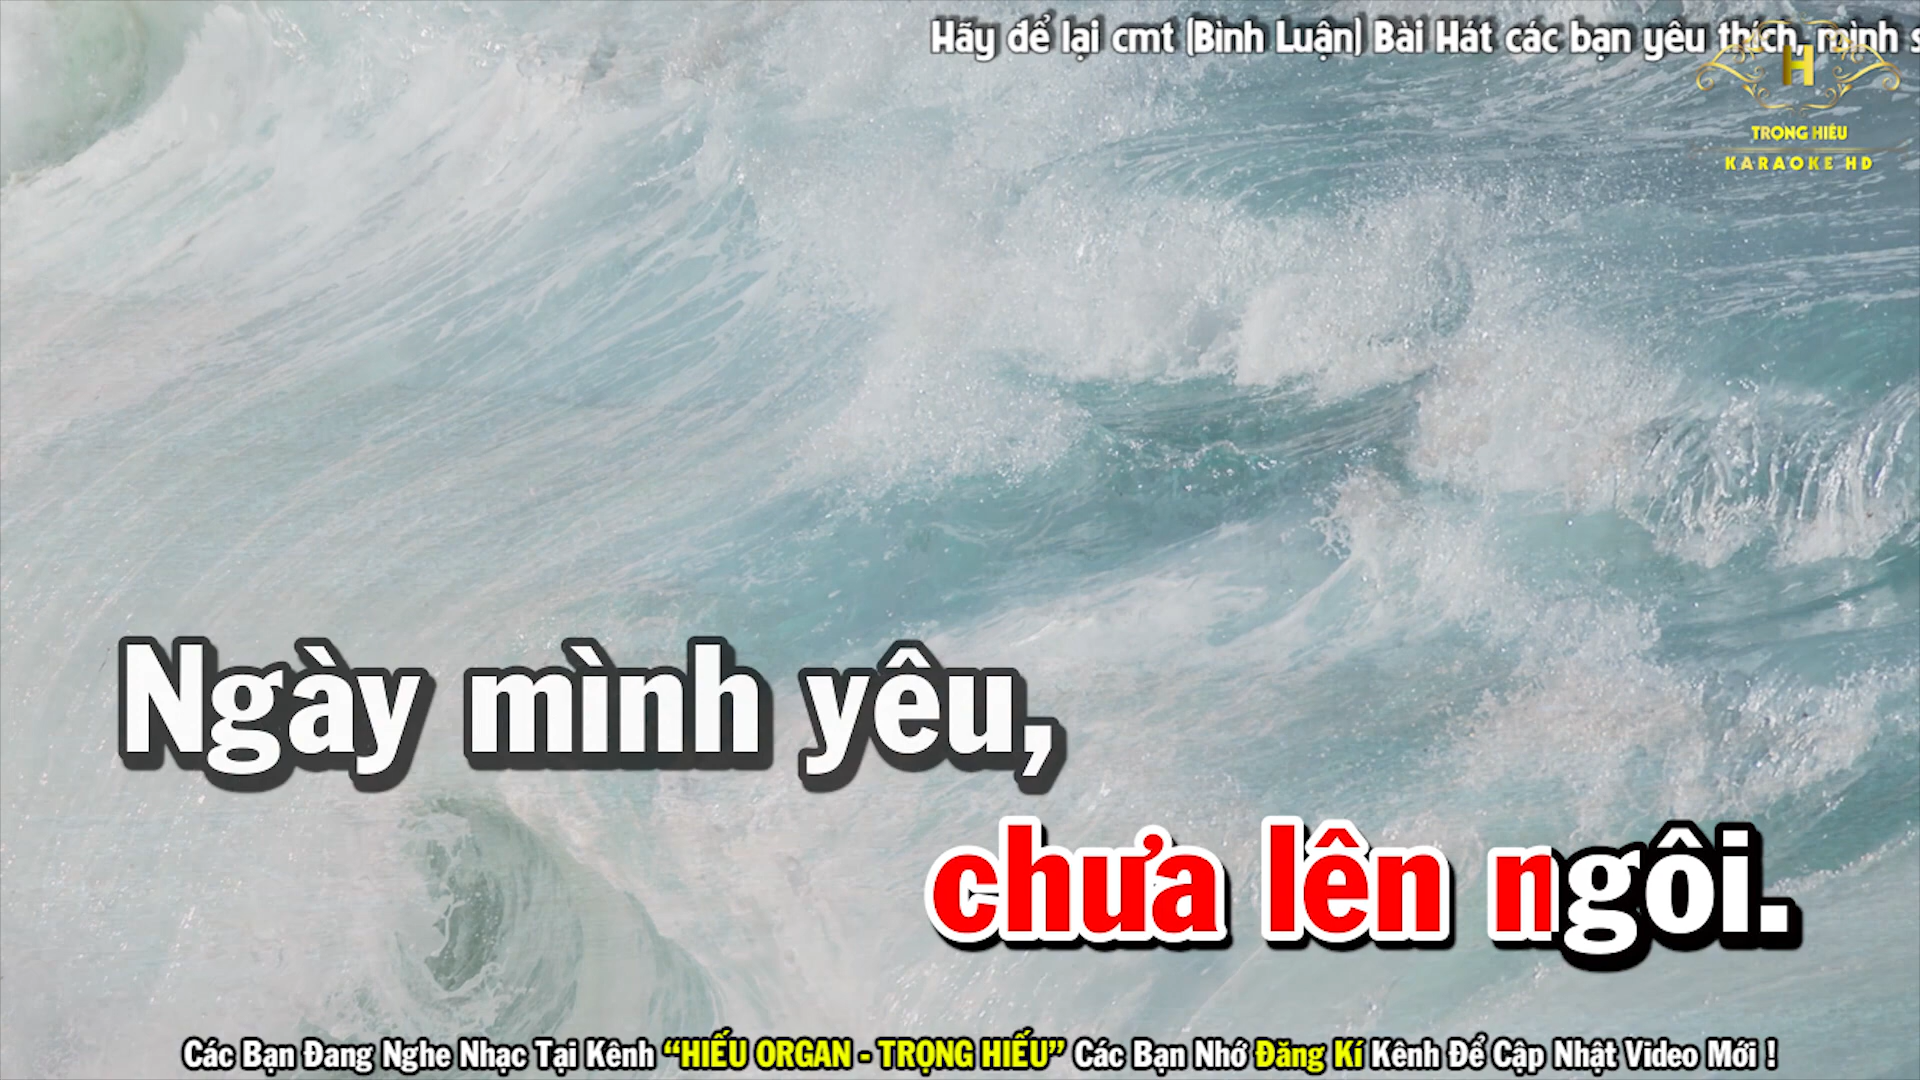 Hãy để lại cmt (Bình Luận) Bài Hát các bạn yêu thích, mình s
H
TRỌNG HIẾU
KARAOKE HD
Ngày mình yêu,
chưa lên ngôi.
Các Bạn Đang Nghe Nhạc Tại Kênh “HIẾU ORGAN - TRỌNG HIẾU” Các Bạn Nhớ Đăng Kí Kênh Để Cập Nhật Video Mới !